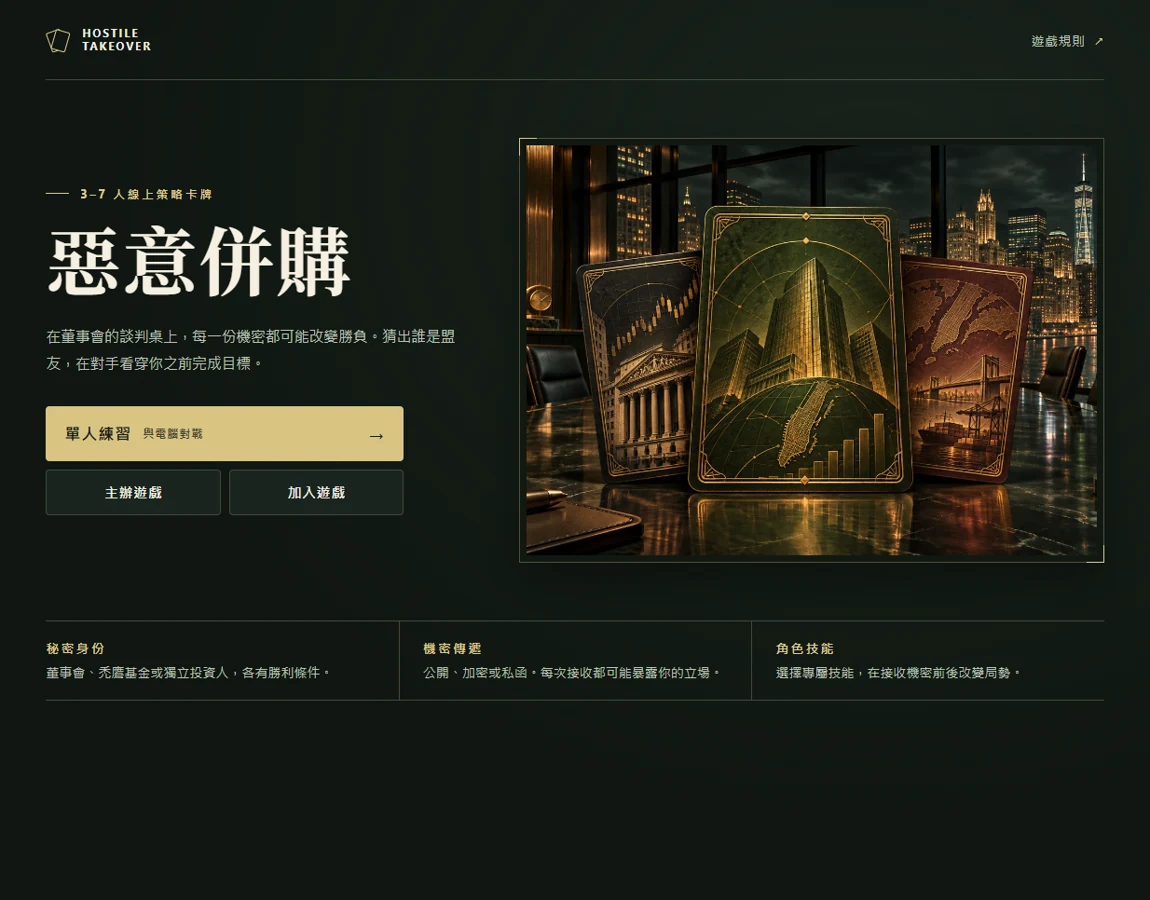 HOSTILE
TAKEOVER
遊戲規則 ↗
3–7 人線上策略卡牌
惡意併購
在董事會的談判桌上，每一份機密都可能改變勝負。猜出誰是盟
友，在對手看穿你之前完成目標。
單人練習 與電腦對戰 →
主辦遊戲
加入遊戲
秘密身份
董事會、禿鷹基金或獨立投資人，各有勝利條件。
機密傳遞
公開、加密或私函。每次接收都可能暴露你的立場。
角色技能
選擇專屬技能，在接收機密前後改變局勢。